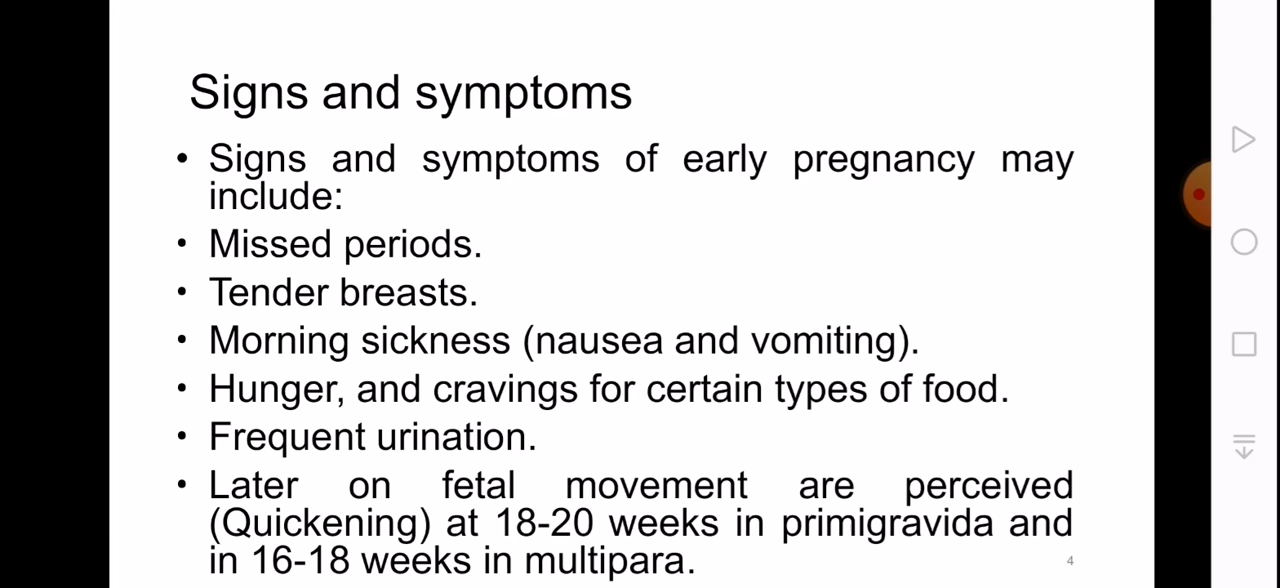 Signs and symptoms
• Signs and symptoms of early pregnancy may
include:
• Missed periods.
• Tender breasts.
• Morning sickness (nausea and vomiting).
• Hunger, and cravings for certain types of food.
• Frequent urination.
• Later on fetal movement are perceived
(Quickening) at 18-20 weeks in primigravida and
in 16-18 weeks in multipara.
4